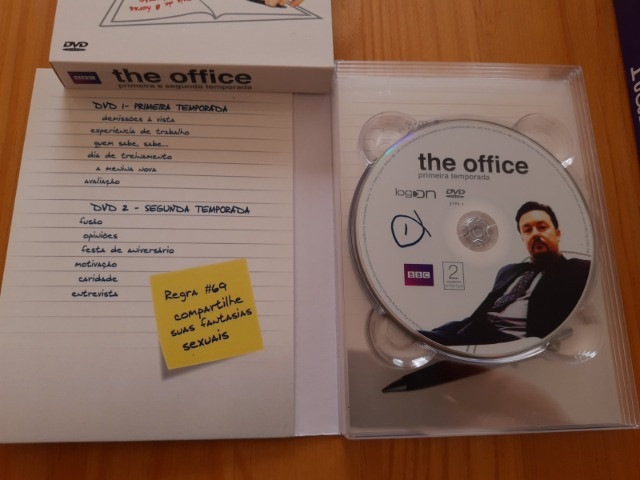 DVD
BBC
the office
primeira e segunda temporada
DVD 1- PRIMEIRA TEMPORADA
demissões à vista
experiência de trabalho
quem sabe, sabe...
dia de treinamento
a menina nova
avaliação
DVD 2 - SEGUNDA TEMPORADA
fusão
opiniões
festa de aniversário
motivação
caridade
entrevista
Regra #69
compartilhe
suas fantasias
sexuais
the office
primeira temporada
logON
DVD
1
BBC
2